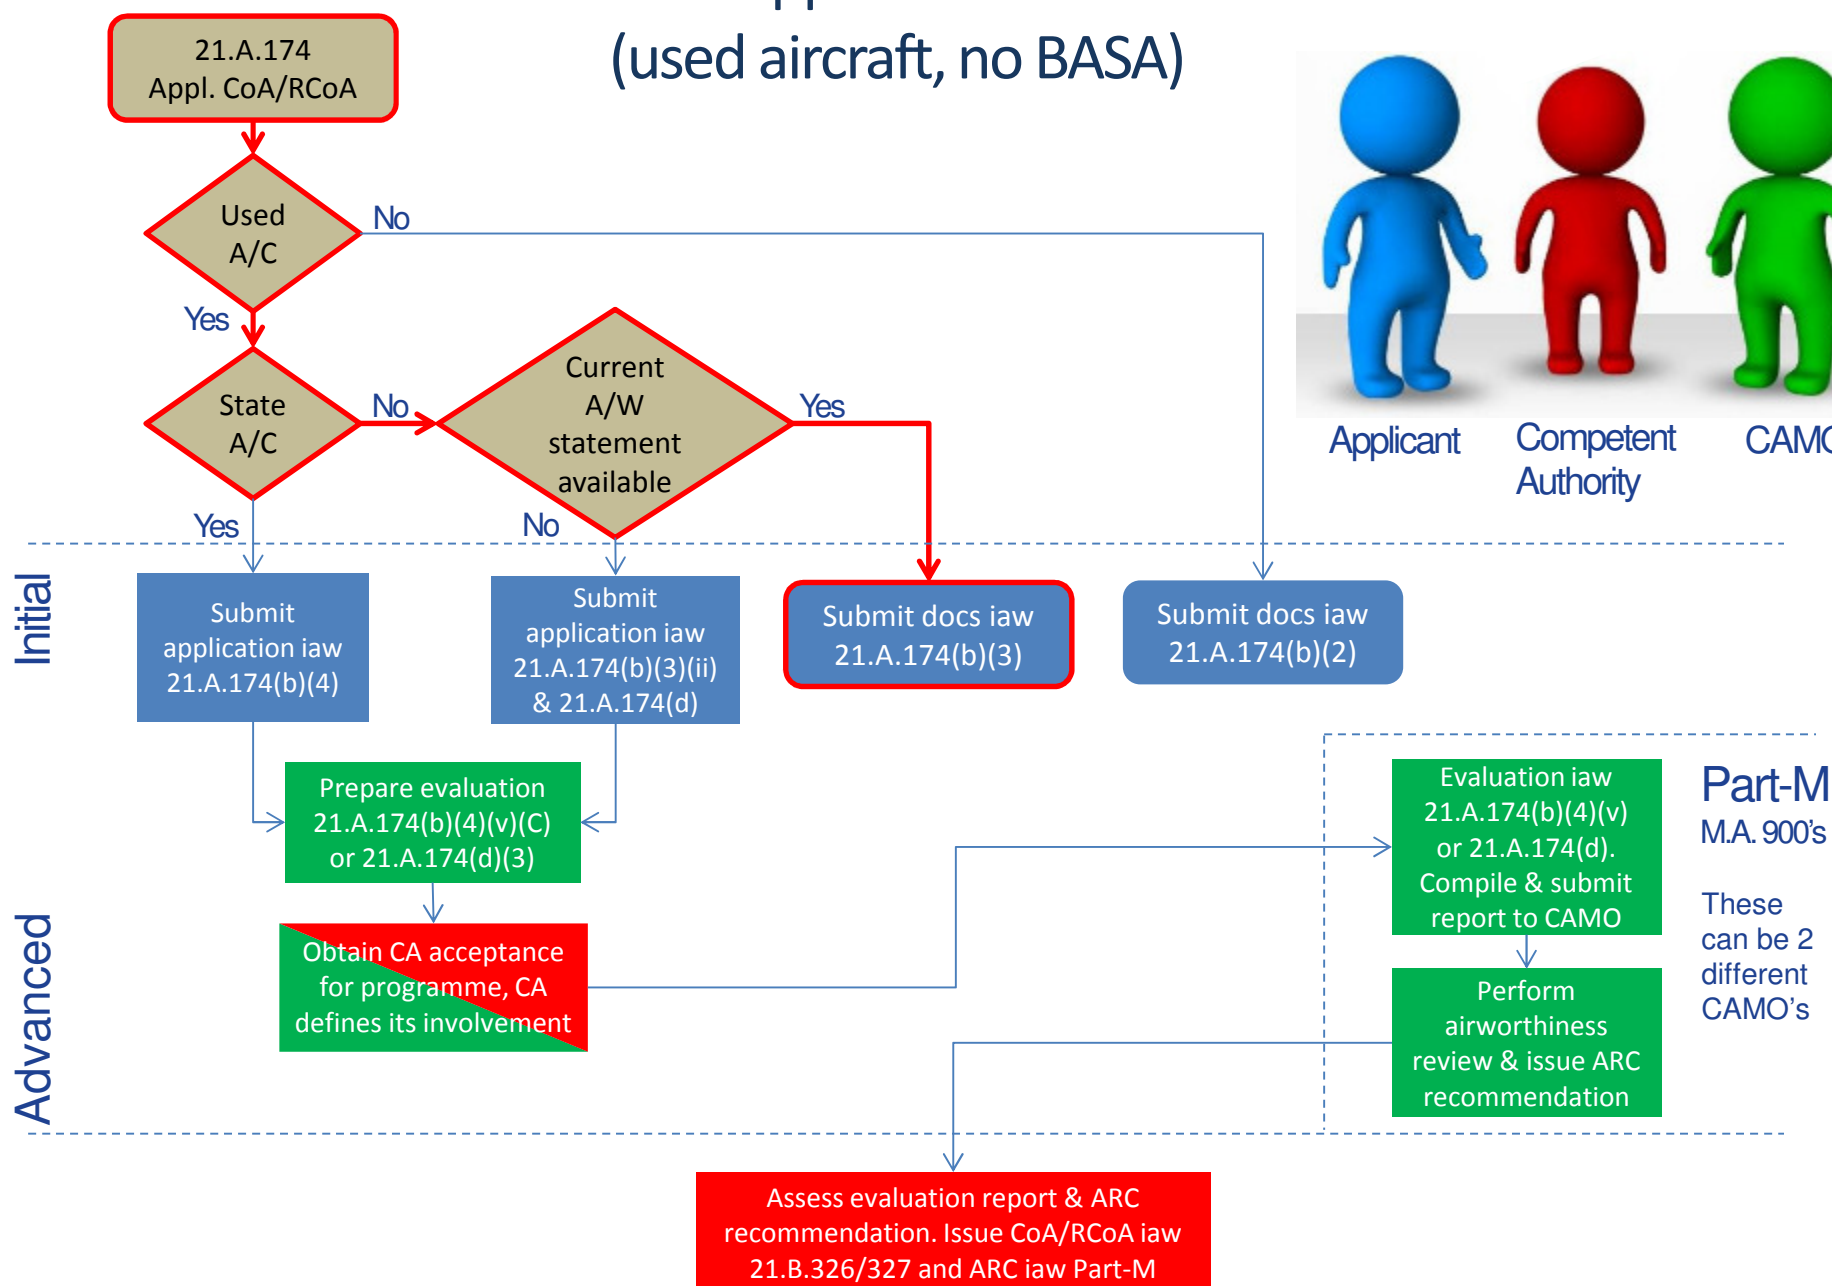 (used aircraft, no BASA)
21.A.174
Appl. CoA/RCoA
Used
A/C
No
Yes
State
A/C
No
Current
A/W
statement
available
Yes
Applicant
Competent
Authority
Yes
No
Initial
Submit
application iaw
21.A.174(b)(4)
Submit
application iaw
21.A.174(b)(3)(ii)
& 21.A.174(d)
Submit docs iaw
21.A.174(b)(3)
Submit docs iaw
21.A.174(b)(2)
Advanced
Prepare evaluation
21.A.174(b)(4)(v)(C)
or 21.A.174(d)(3)
Obtain CA acceptance
for programme, CA
defines its involvement
Evaluation iaw
21.A.174(b)(4)(v)
or 21.A.174(d).
Compile & submit
report to CAMO
Perform
airworthiness
review & issue ARC
recommendation
Part-M
M.A. 900's
These
can be 2
different
CAMO's
Assess evaluation report & ARC
recommendation. Issue CoA/RCoA iaw
21.B.326/327 and ARC iaw Part-M